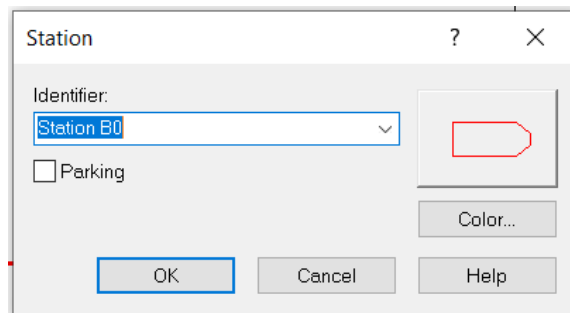 Station ?
Identifier:
Station B0
Parking
Color...
OK Cancel Help